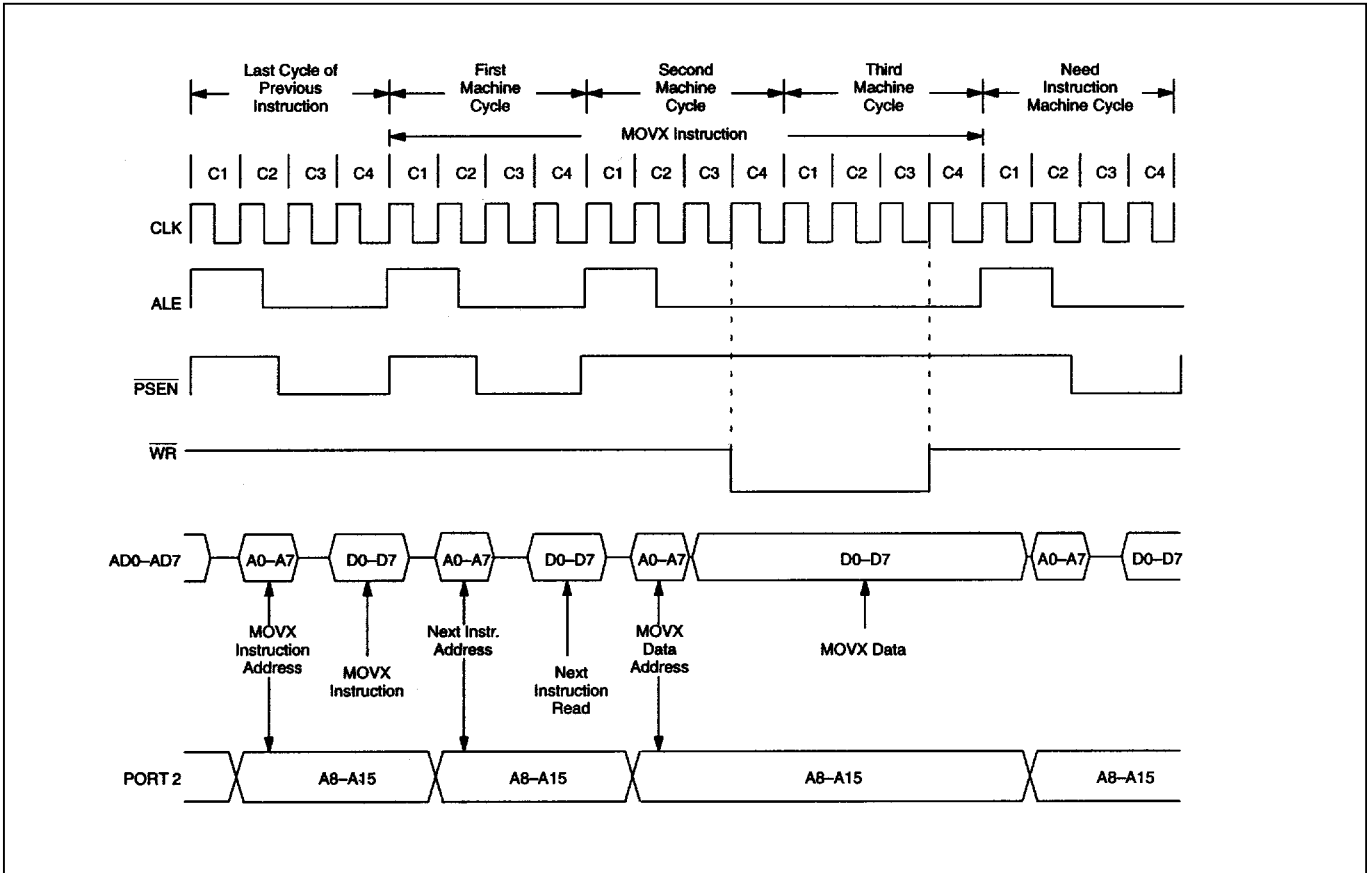 Last Cycle of
Previous
Instruction
First
Machine
Cycle
Second
Machine
Cycle
Third
Machine
Cycle
Need
Instruction
Machine Cycle
MOVX Instruction
C1 C2 C3 C4 C1 C2 C3 C4 C1 C2 C3 C4 C1 C2 C3 C4 C1 C2 C3 C4
CLK
ALE
PSEN
WR
AD0–AD7 A0–A7 D0–D7 A0–A7 D0–D7 A0–A7 D0–D7 A0–A7 D0–D7
MOVX
Instruction
Address
MOVX
Instruction
Next Instr.
Address
Next
Instruction
Read
MOVX
Data
Address
MOVX Data
PORT 2 A8–A15 A8–A15 A8–A15 A8–A15